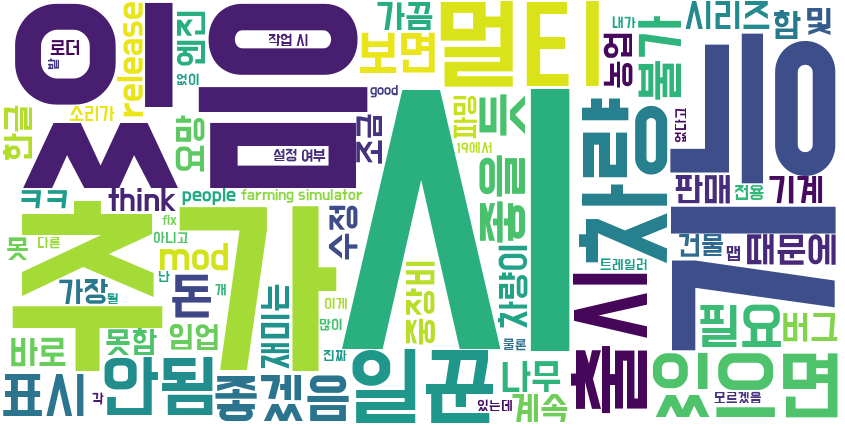 있음
로더
발
작업 시
설정 여부
엔진
없이
release
소리가
한글
요망
조금
가끔
보면
good
멀티
내가
농업
물가
시리즈
함
및
파밍
19에서
듯
좋을
시
차량
기능
없다고
판매
전용
기계
건물
맵
때문에
트레일러
ㅋㅋ
think
people
farming simulator
fix
추가
못
다른
아니고
mod
수정
난
개
돈
가장
될
못함
임업
바로
재미는
이게
많이
진짜
중장비
차량이
물론
출시
필요
버그
표시
각
안됨
좋겠음
일꾼
나무
있는데
계속
있으면
모르겠음